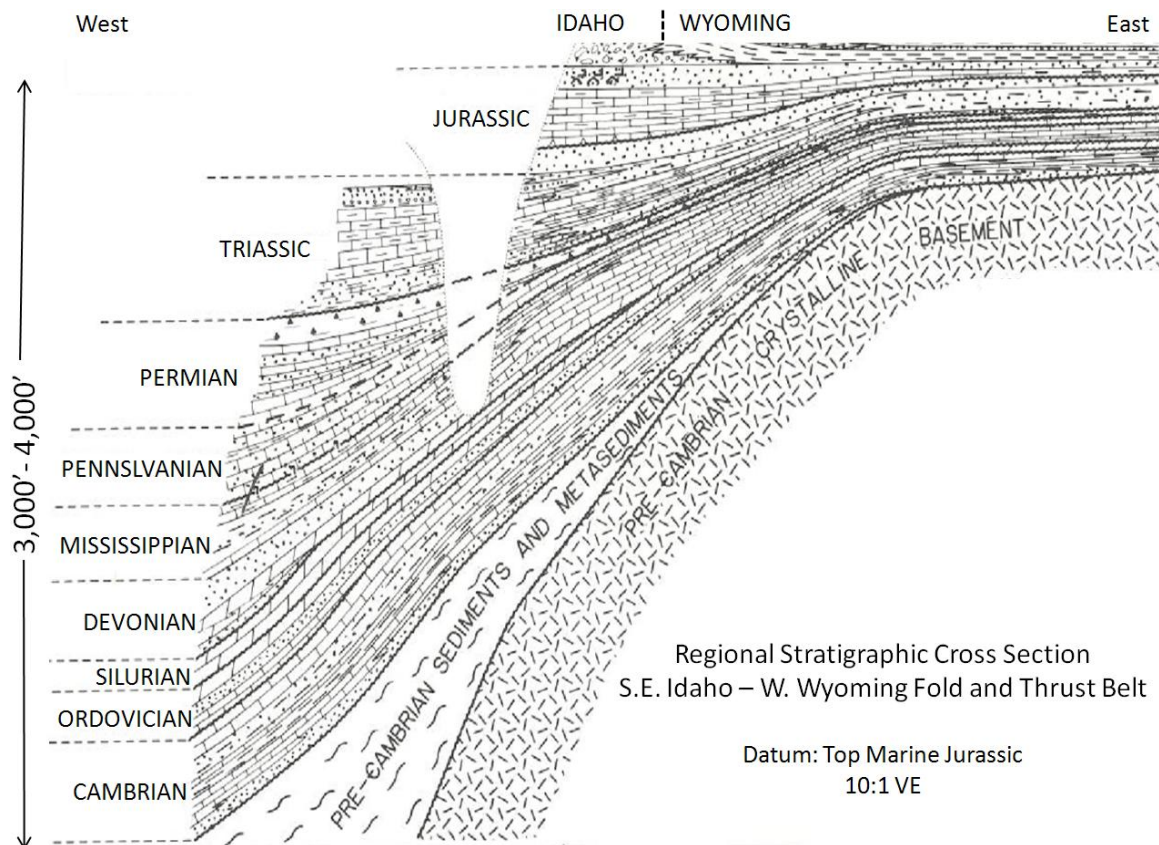 West
IDAHO
WYOMING
East
JURASSIC
TRIASSIC
PERMIAN
PENNSLVANIAN
MISSISSIPPIAN
DEVONIAN
SILURIAN
ORDOVICIAN
CAMBRIAN
3,000’- 4,000’
BASEMENT
PRE-CAMBRIAN CRYSTALLINE
PRE-CAMBRIAN SEDIMENTS AND METASEDIMENTS
Regional Stratigraphic Cross Section
S.E. Idaho – W. Wyoming Fold and Thrust Belt
Datum: Top Marine Jurassic
10:1 VE